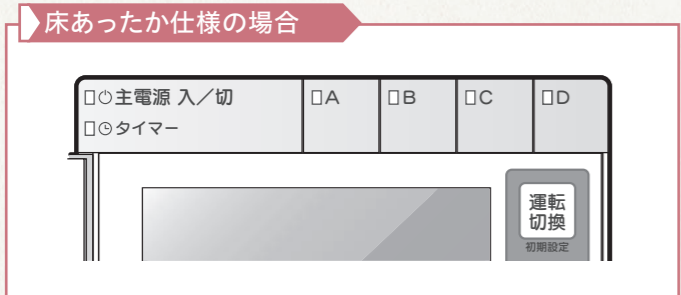 床あったか仕様の場合
主電源 入／切
A
B
C
D
タイマー
運転
切換
初期設定